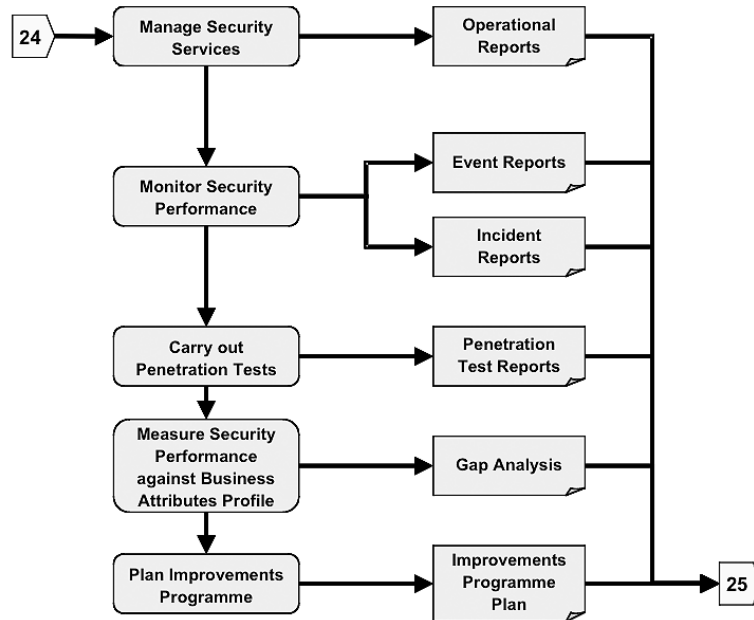 24
Manage Security
Services
Operational
Reports
Monitor Security
Performance
Event Reports
Incident
Reports
Carry out
Penetration Tests
Penetration
Test Reports
Measure Security
Performance
against Business
Attributes Profile
Gap Analysis
Plan Improvements
Programme
Improvements
Programme
Plan
25